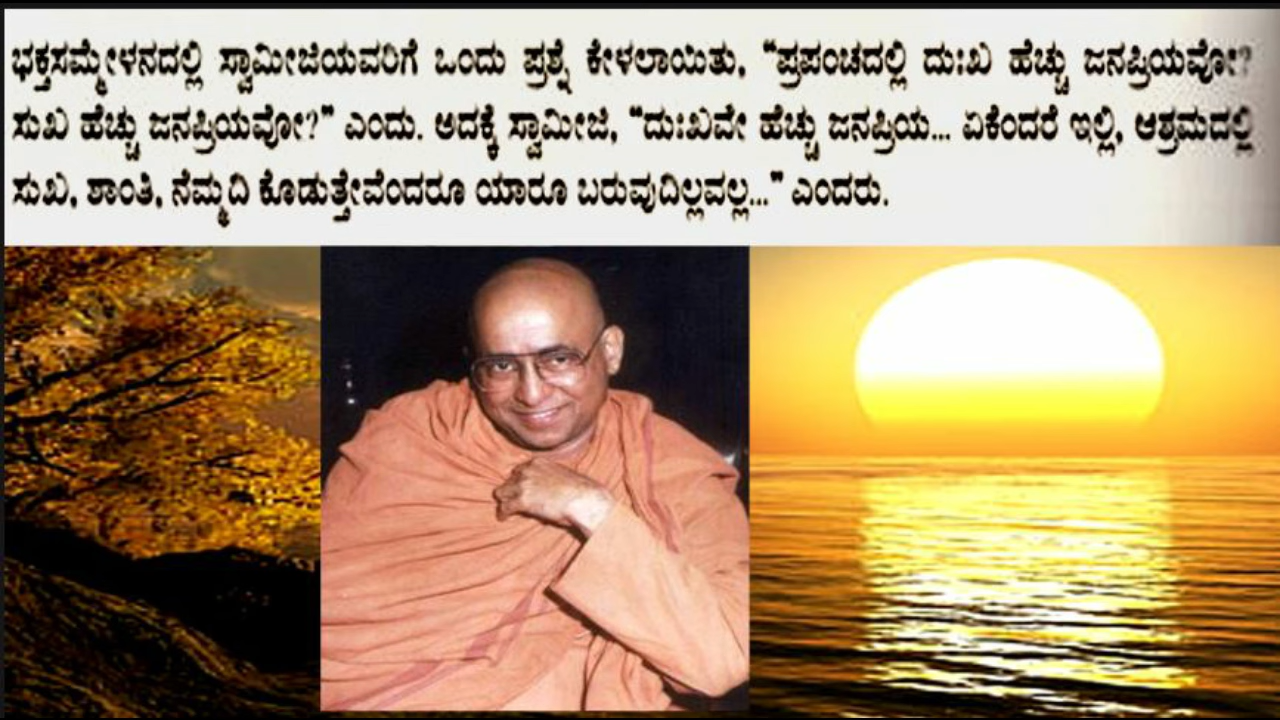 ಭಕ್ತಸಮ್ಮೇಳನದಲ್ಲಿ ಸ್ವಾಮೀಜಿಯವರಿಗೆ ಒಂದು ಪ್ರಶ್ನೆ ಕೇಳಲಾಯಿತು, “ಪ್ರಪಂಚದಲ್ಲಿ ದುಃಖ ಹೆಚ್ಚು ಜನಪ್ರಿಯವೋ?
ಸುಖ ಹೆಚ್ಚು ಜನಪ್ರಿಯವೋ?” ಎಂದು. ಅದಕ್ಕೆ ಸ್ವಾಮೀಜಿ, “ದುಃಖವೇ ಹೆಚ್ಚು ಜನಪ್ರಿಯ... ಏಕೆಂದರೆ ಇಲ್ಲಿ, ಆಶ್ರಮದಲ್ಲಿ
ಸುಖ, ಶಾಂತಿ, ನೆಮ್ಮದಿ ಕೊಡುತ್ತೇವೆಂದರೂ ಯಾರೂ ಬರುವುದಿಲ್ಲವಲ್ಲ...” ಎಂದರು.